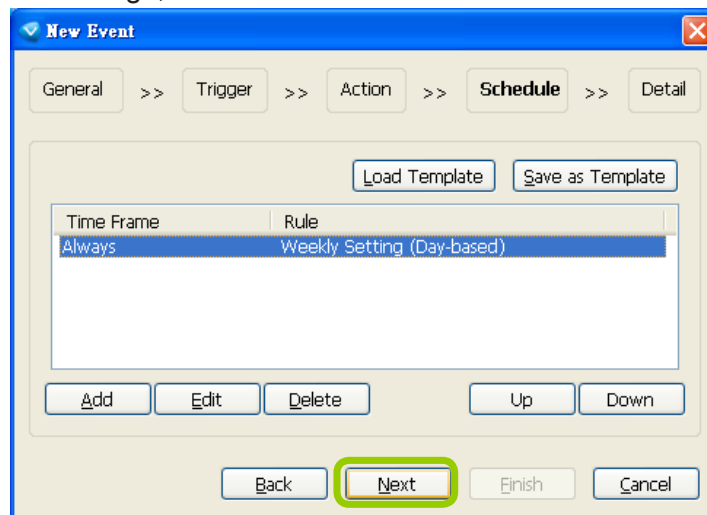 New Event
General >> Trigger >> Action >> Schedule >> Detail
Load Template Save as Template
Time Frame Rule
Always Weekly Setting (Day-based)
Add Edit Delete Up Down
Back Next Finish Cancel